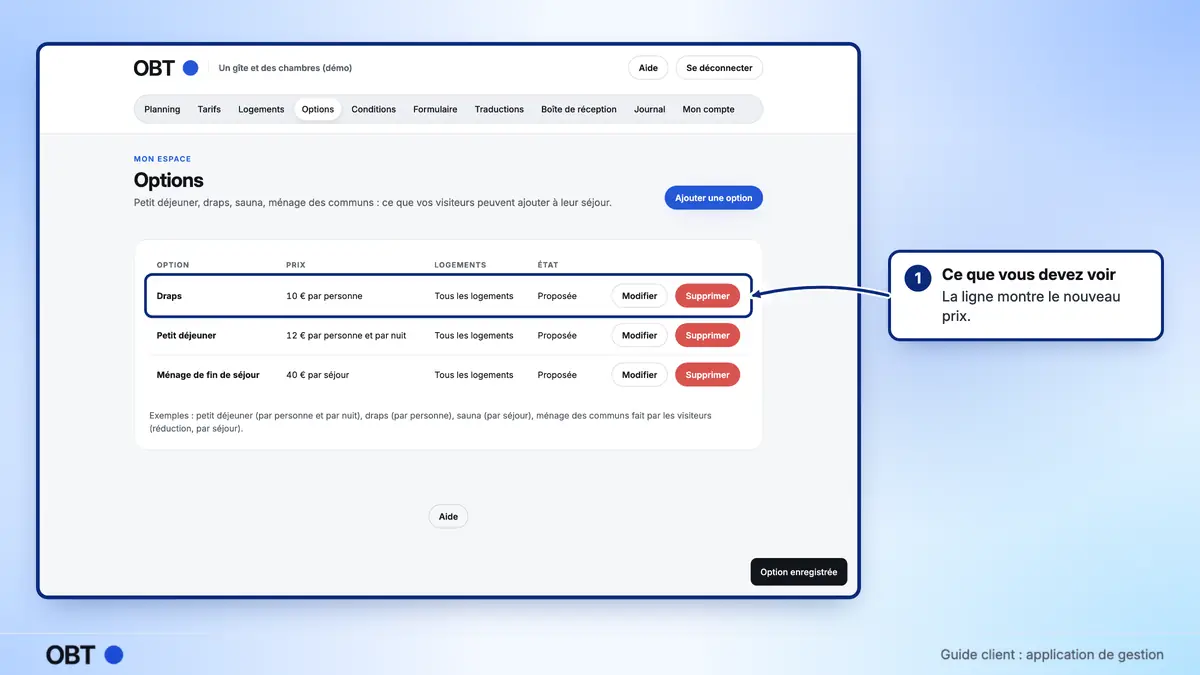 OBT
Un gîte et des chambres (démo)
Aide
Se déconnecter
Planning
Tarifs
Logements
Options
Conditions
Formulaire
Traductions
Boîte de réception
Journal
Mon compte
MON ESPACE
Options
Petit déjeuner, draps, sauna, ménage des communs : ce que vos visiteurs peuvent ajouter à leur séjour.
Ajouter une option
OPTION PRIX LOGEMENTS ÉTAT
Draps 10 € par personne Tous les logements Proposée Modifier Supprimer
Petit déjeuner 12 € par personne et par nuit Tous les logements Proposée Modifier Supprimer
Ménage de fin de séjour 40 € par séjour Tous les logements Proposée Modifier Supprimer
Exemples : petit déjeuner (par personne et par nuit), draps (par personne), sauna (par séjour), ménage des communs fait par les visiteurs
(réduction, par séjour).
Aide
Option enregistrée
1
Ce que vous devez voir
La ligne montre le nouveau
prix.
OBT
Guide client : application de gestion